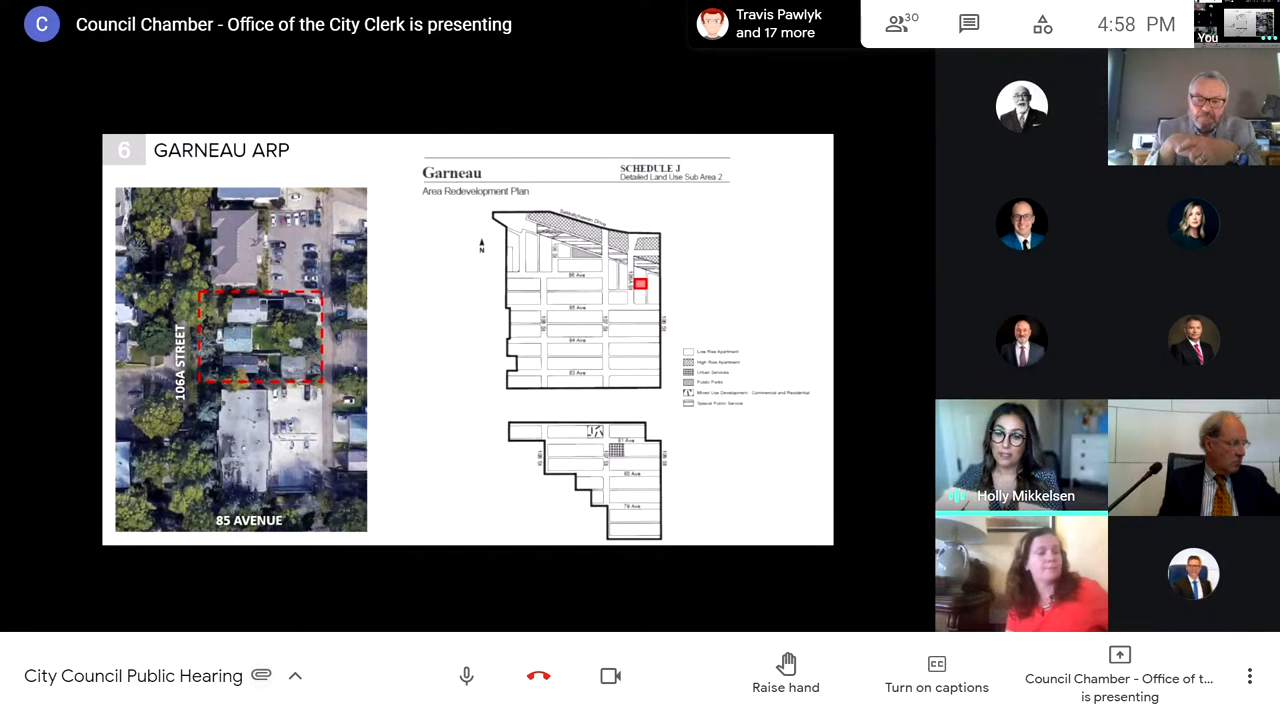 C
Council Chamber - Office of the City Clerk is presenting
Travis Pawlyk
and 17 more
30
4:58 PM
You
6 GARNEAU ARP
106A STREET
85 AVENUE
Garneau
SCHEDULE J
Detailed Land Use Sub Area 2
Area Redevelopment Plan
Saskatchewan Drive
N
86 Ave
85 Ave
84 Ave
83 Ave
Low Rise Apartment
High Rise Apartment
Urban Services
Public Parks
Mixed Use Development - Commercial and Residential
Special Public Service
81 Ave
80 Ave
79 Ave
Holly Mikkelsen
City Council Public Hearing
Raise hand
CC
Turn on captions
Council Chamber - Office of t...
is presenting